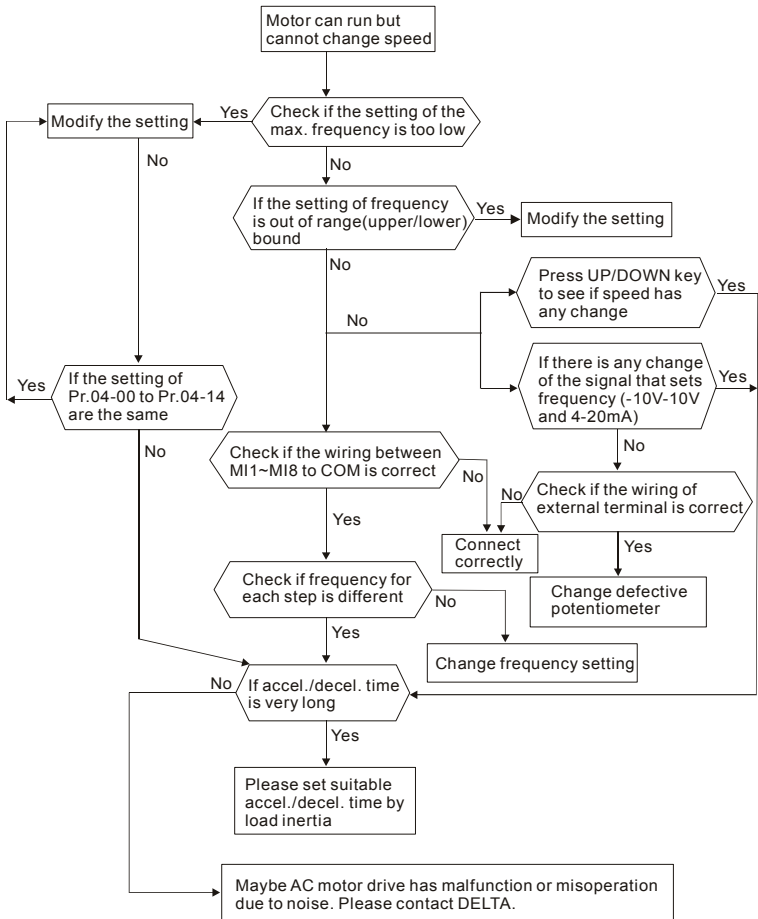 Motor can run but
cannot change speed
Modify the setting
Yes
Check if the setting of the
max. frequency is too low
No
No
If the setting of frequency
is out of range(upper/lower)
bound
Yes
Modify the setting
No
No
Press UP/DOWN key
to see if speed has
any change
Yes
Yes
If the setting of
Pr.04-00 to Pr.04-14
are the same
If there is any change
of the signal that sets
frequency (-10V-10V
and 4-20mA)
Yes
No
No
Check if the wiring between
MI1~MI8 to COM is correct
No
No
Check if the wiring of
external terminal is correct
Yes
Connect
correctly
Yes
Change defective
potentiometer
Check if frequency for
each step is different
No
Yes
Change frequency setting
No
If accel./decel. time
is very long
Yes
Please set suitable
accel./decel. time by
load inertia
Maybe AC motor drive has malfunction or misoperation
due to noise. Please contact DELTA.